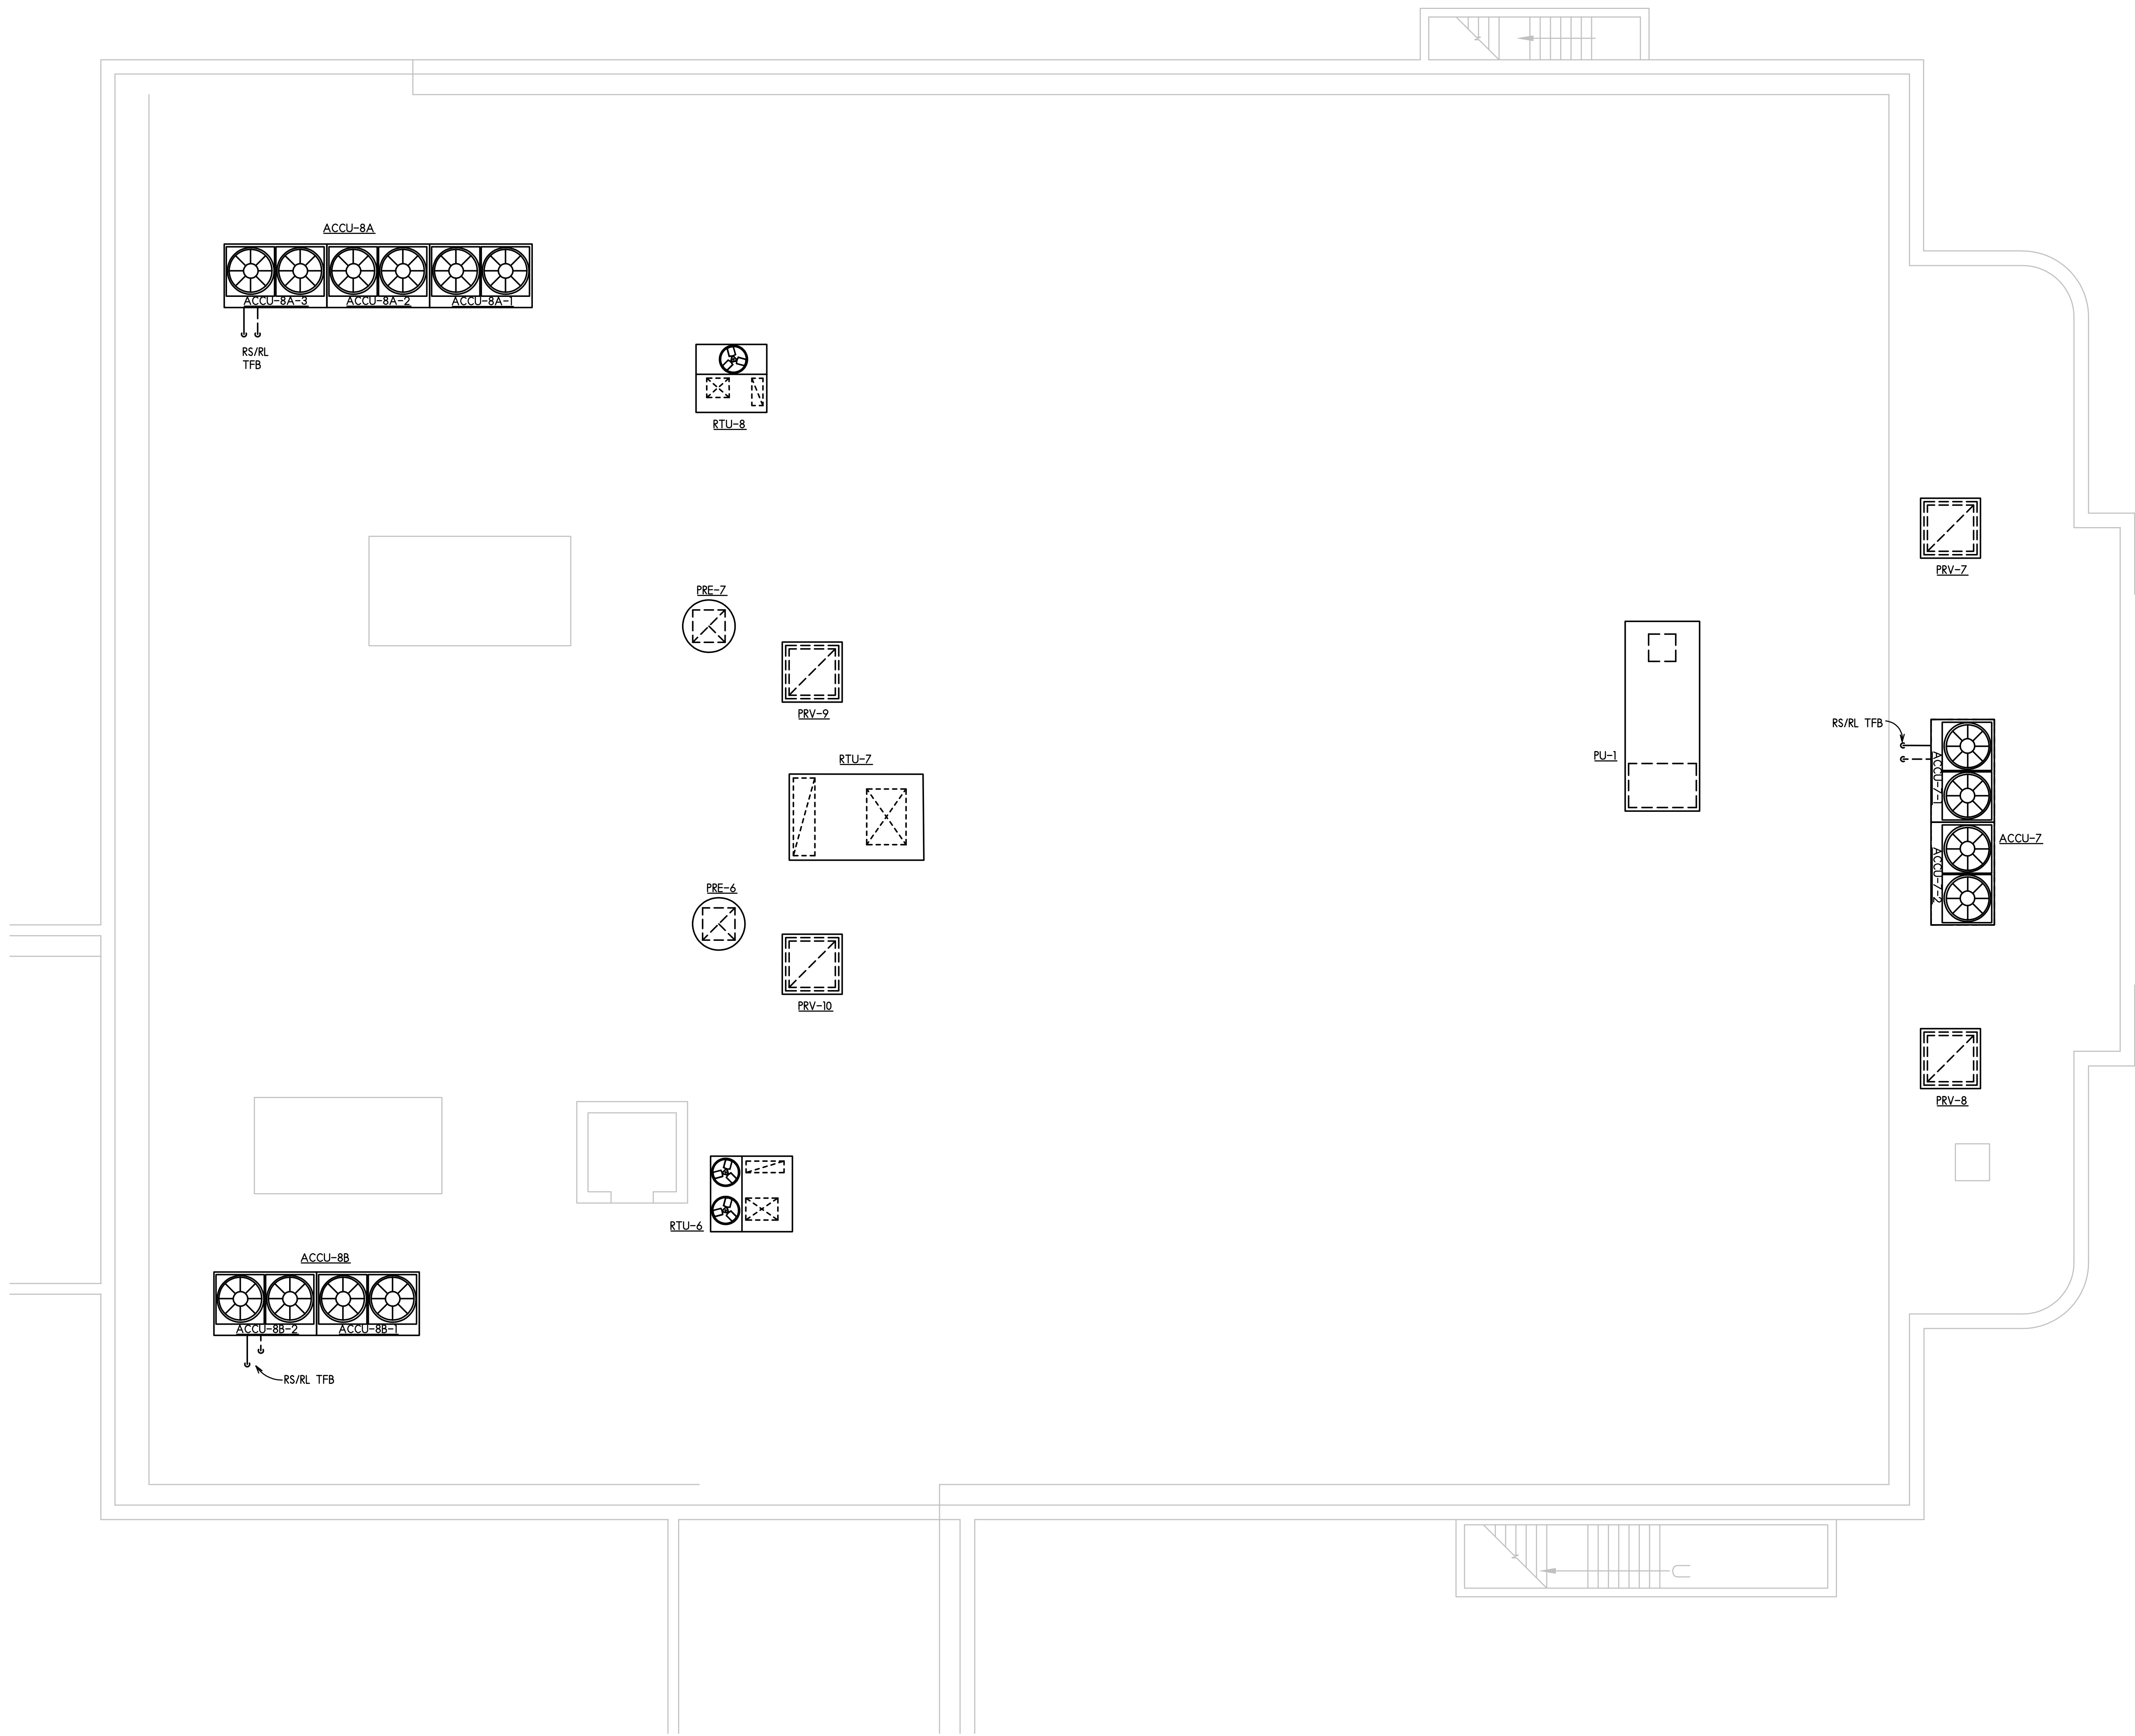 ACCU-8A
ACCU-8A-3
ACCU-8A-2
ACCU-8A-1
RS/RL
TFB
RTU-8
PRV-7
PRE-7
PRV-9
RS/RL TFB
RTU-7
PU-1
ACCU-7-1
ACCU-7
ACCU-7-2
PRE-6
PRV-10
PRV-8
RTU-6
ACCU-8B
ACCU-8B-2
ACCU-8B-1
RS/RL TFB